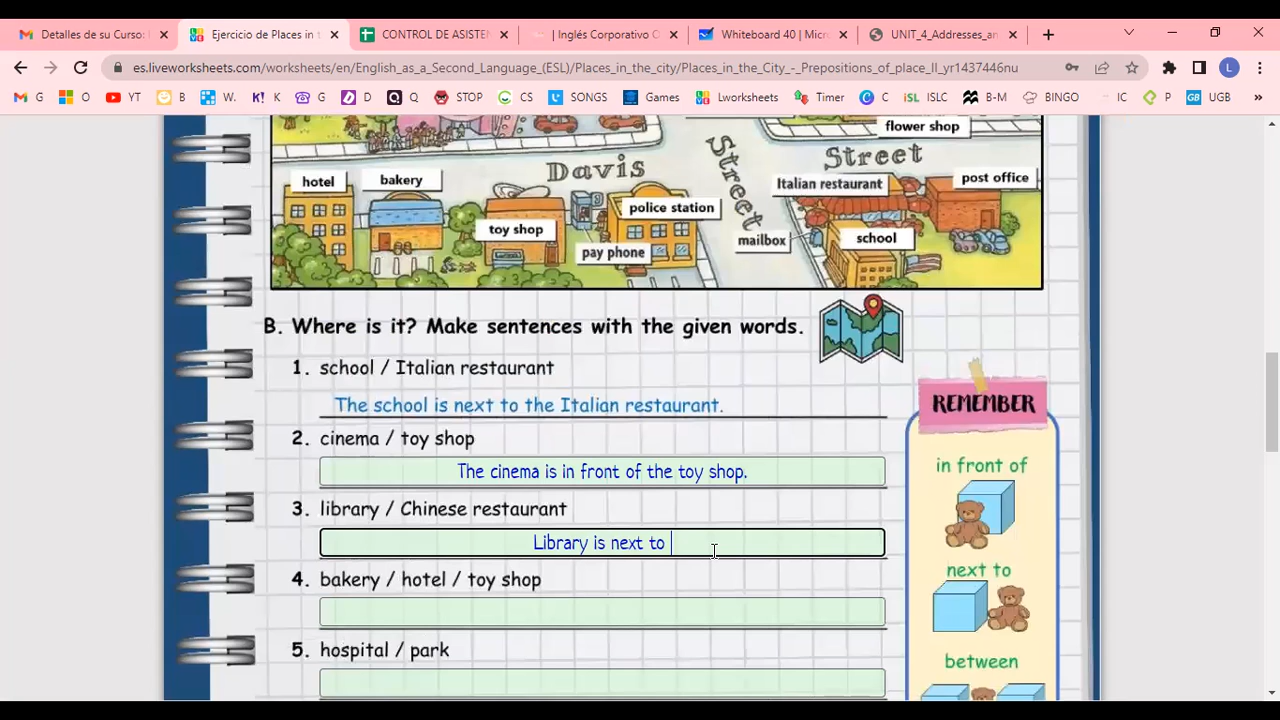 Detalles de su Curso:
Ejercicio de Places in t
CONTROL DE ASISTEN
| Inglés Corporativo O
Whiteboard 40 | Micro
UNIT_4_Addresses_an
es.liveworksheets.com/worksheets/en/English_as_a_Second_Language_(ESL)/Places_in_the_city/Places_in_the_City_-_Prepositions_of_place_II_yr1437446nu
L
G
O
YT
B
W.
K
G
D
Q
STOP
CS
SONGS
Games
Lworksheets
Timer
C
ISLC
B-M
BINGO
IC
P
UGB
flower shop
Davis
Street
Street
hotel
bakery
toy shop
pay phone
police station
Italian restaurant
post office
mailbox
school
B. Where is it? Make sentences with the given words.
1. school / Italian restaurant
The school is next to the Italian restaurant.
2. cinema / toy shop
The cinema is in front of the toy shop.
3. library / Chinese restaurant
Library is next to
4. bakery / hotel / toy shop
5. hospital / park
REMEMBER
in front of
next to
between